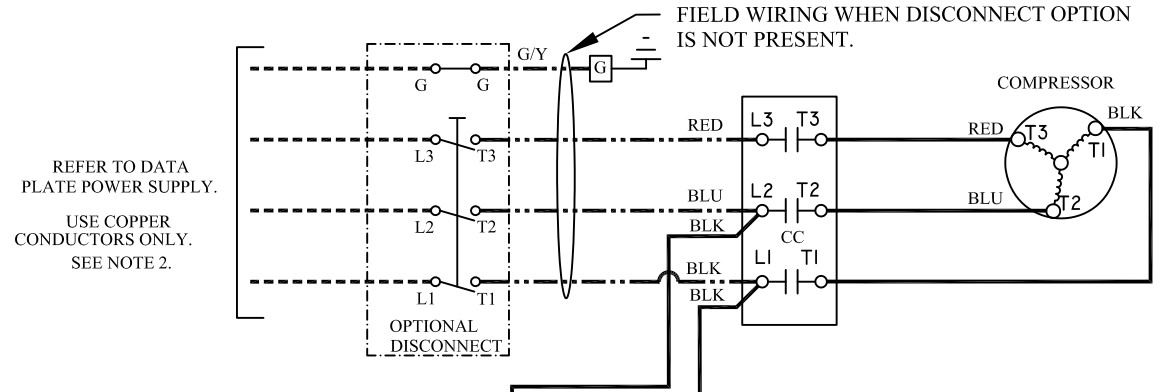 FIELD WIRING WHEN DISCONNECT OPTION
IS NOT PRESENT.
G/Y
G
G G
COMPRESSOR
BLK
L3 T3
RED
L3 T3
RED
T3
T1
REFER TO DATA
PLATE POWER SUPPLY.
USE COPPER
CONDUCTORS ONLY.
SEE NOTE 2.
L2 T2
BLU
BLK
L2 T2
CC
BLU
T2
L1 T1
BLK
BLK
L1 T1
OPTIONAL
DISCONNECT